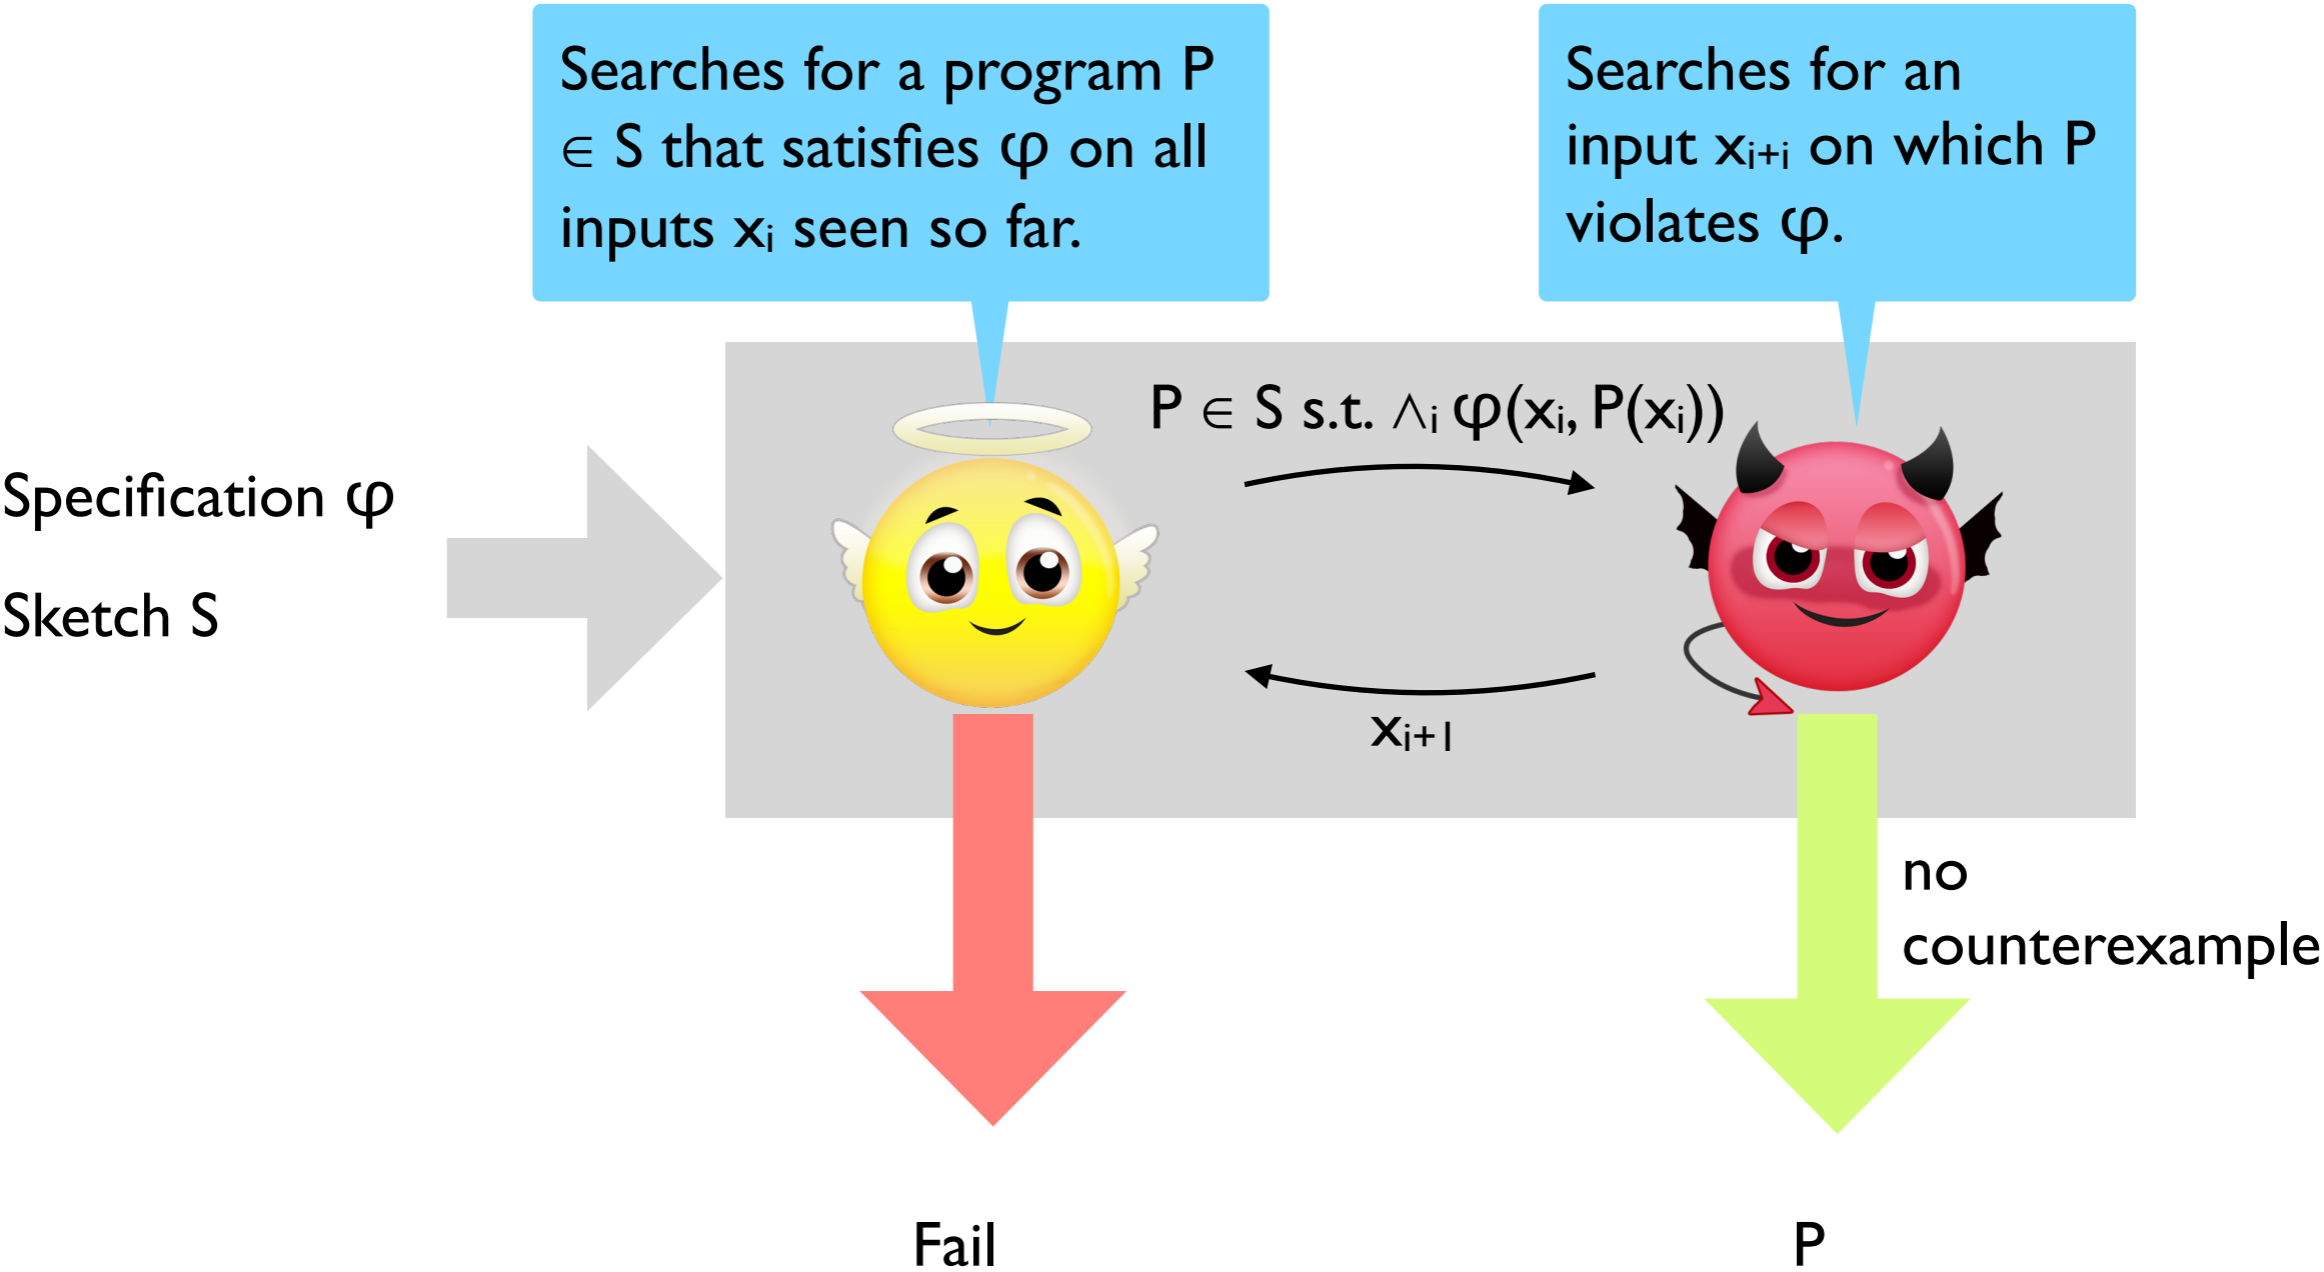 Searches for a program P
∈ S that satisfies φ on all
inputs xᵢ seen so far.
Searches for an
input xᵢ₊ᵢ on which P
violates φ.
P ∈ S s.t. ∧ᵢ φ(xᵢ, P(xᵢ))
Specification φ
Sketch S
xᵢ₊₁
no
counterexample
Fail
P